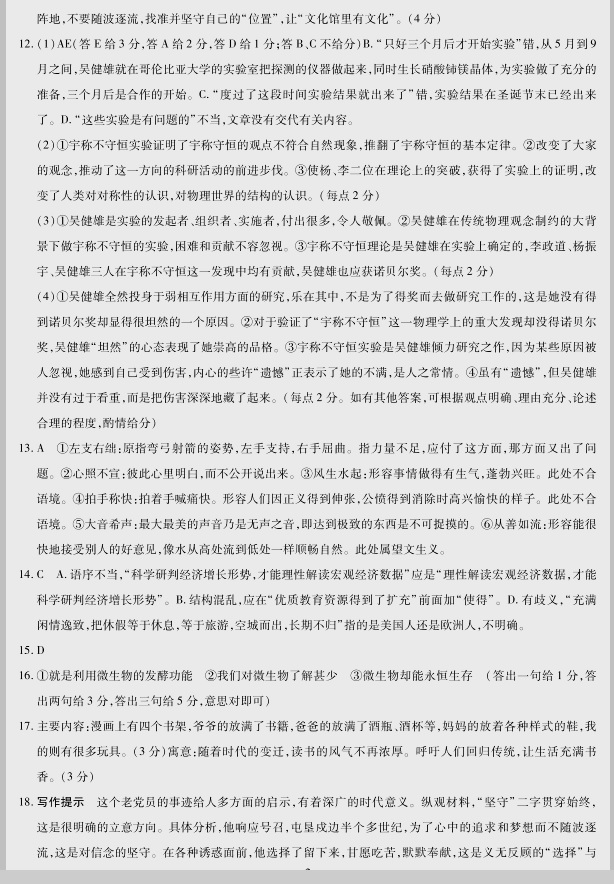 阵地,不要随波逐流,找准并坚守自己的“位置”,让“文化馆里有文化”。(4分)
12.(1)AE(答E给3分,答A给2分,答D给1分;答B、C不给分)B.“只好三个月后才开始实验”错,从5月到9
月之间,吴健雄就在哥伦比亚大学的实验室把探测的仪器做起来,同时生长硝酸铈镁晶体,为实验做了充分的
准备,三个月后是合作的开始。C.“度过了这段时间实验结果就出来了”错,实验结果在圣诞节末已经出来
了。D.“这些实验是有问题的”不当,文章没有交代有关内容。
(2)①宇称不守恒实验证明了宇称守恒的观点不符合自然现象,推翻了宇称守恒的基本定律。②改变了大家
的观念,推动了这一方向的科研活动的前进步伐。③使杨、李二位在理论上的突破,获得了实验上的证明,改
变了人类对对称性的认识,对物理世界的结构的认识。(每点2分)
(3)①吴健雄是实验的发起者、组织者、实施者,付出很多,令人敬佩。②吴健雄在传统物理观念制约的大背
景下做宇称不守恒的实验,困难和贡献不容忽视。③宇称不守恒理论是吴健雄在实验上确定的,李政道、杨振
宇、吴健雄三人在宇称不守恒这一发现中均有贡献,吴健雄也应获诺贝尔奖。(每点2分)
(4)①吴健雄全然投身于弱相互作用方面的研究,乐在其中,不是为了得奖而去做研究工作的,这是她没有得
到诺贝尔奖却显得很坦然的一个原因。②对于验证了“宇称不守恒”这一物理学上的重大发现却没得诺贝尔
奖,吴健雄“坦然”的心态表现了她崇高的品格。③宇称不守恒实验是吴健雄倾力研究之作,因为某些原因被
人忽视,她感到自己受到伤害,内心的些许“遗憾”正表示了她的不满,是人之常情。④虽有“遗憾”,但吴健雄
并没有过于看重,而是把伤害深深地藏了起来。(每点2分。如有其他答案,可根据观点明确、理由充分、论述
合理的程度,酌情给分)
13.A ①左支右绌:原指弯弓射箭的姿势,左手支持,右手屈曲。指力量不足,应付了这方面,那方面又出了问
题。②心照不宣:彼此心里明白,而不公开说出来。③风生水起:形容事情做得有生气,蓬勃兴旺。此处不合
语境。④拍手称快:拍着手喊痛快。形容人们因正义得到伸张,公愤得到消除时高兴愉快的样子。此处不合
语境。⑤大音希声:最大最美的声音乃是无声之音,即达到极致的东西是不可捉摸的。⑥从善如流:形容能很
快地接受别人的好意见,像水从高处流到低处一样顺畅自然。此处属望文生义。
14.C A.语序不当,“科学研判经济增长形势,才能理性解读宏观经济数据”应是“理性解读宏观经济数据,才能
科学研判经济增长形势”。B.结构混乱,应在“优质教育资源得到了扩充”前面加“使得”。D.有歧义,“充满
闲情逸致,把休假等于休息,等于旅游,空城而出,长期不归”指的是美国人还是欧洲人,不明确。
15.D
16.①就是利用微生物的发酵功能 ②我们对微生物了解甚少 ③微生物却能永恒生存 (答出一句给1分,答
出两句给3分,答出三句给5分,意思对即可)
17.主要内容:漫画上有四个书架,爷爷的放满了书籍,爸爸的放满了酒瓶、酒杯等,妈妈的放着各种样式的鞋,我
的则有很多玩具。(3分)寓意:随着时代的变迁,读书的风气不再浓厚。呼吁人们回归传统,让生活充满书
香。(3分)
18.写作提示 这个老党员的事迹给人多方面的启示,有着深广的时代意义。纵观材料,“坚守”二字贯穿始终,
这是很明确的立意方向。具体分析,他响应号召,屯垦戍边半个多世纪,为了心中的追求和梦想而不随波逐
流,这是对信念的坚守。在各种诱惑面前,他选择了留下来,甘愿吃苦,默默奉献,这是义无反顾的“选择”与